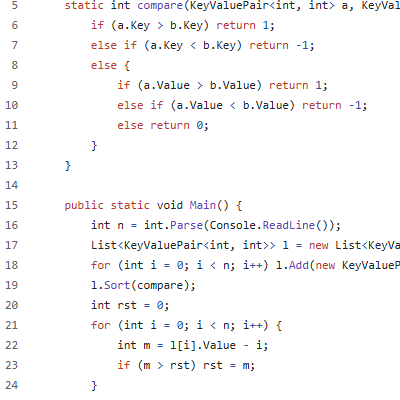 5 static int compare(KeyValuePair<int, int> a, KeyVal
6 if (a.Key > b.Key) return 1;
7 else if (a.Key < b.Key) return -1;
8 else {
9 if (a.Value > b.Value) return 1;
10 else if (a.Value < b.Value) return -1;
11 else return 0;
12 }
13 }
14
15 public static void Main() {
16 int n = int.Parse(Console.ReadLine());
17 List<KeyValuePair<int, int>> l = new List<KeyVa
18 for (int i = 0; i < n; i++) l.Add(new KeyValueP
19 l.Sort(compare);
20 int rst = 0;
21 for (int i = 0; i < n; i++) {
22 int m = l[i].Value - i;
23 if (m > rst) rst = m;
24 }